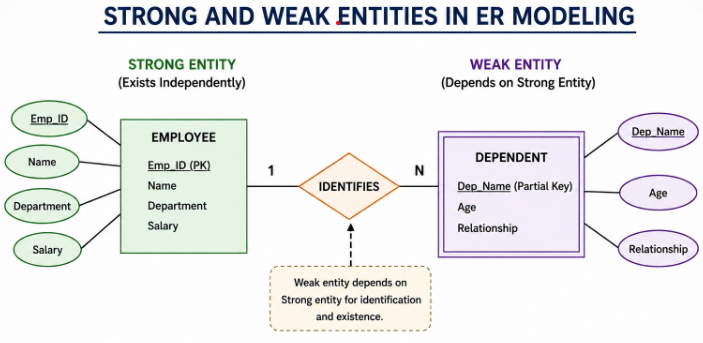 STRONG AND WEAK ENTITIES IN ER MODELING
STRONG ENTITY
(Exists Independently)
WEAK ENTITY
(Depends on Strong Entity)
Emp_ID
Name
Department
Salary
EMPLOYEE
Emp_ID (PK)
Name
Department
Salary
1
IDENTIFIES
N
DEPENDENT
Dep_Name (Partial Key)
Age
Relationship
Dep_Name
Age
Relationship
Weak entity depends on
Strong entity for identification
and existence.